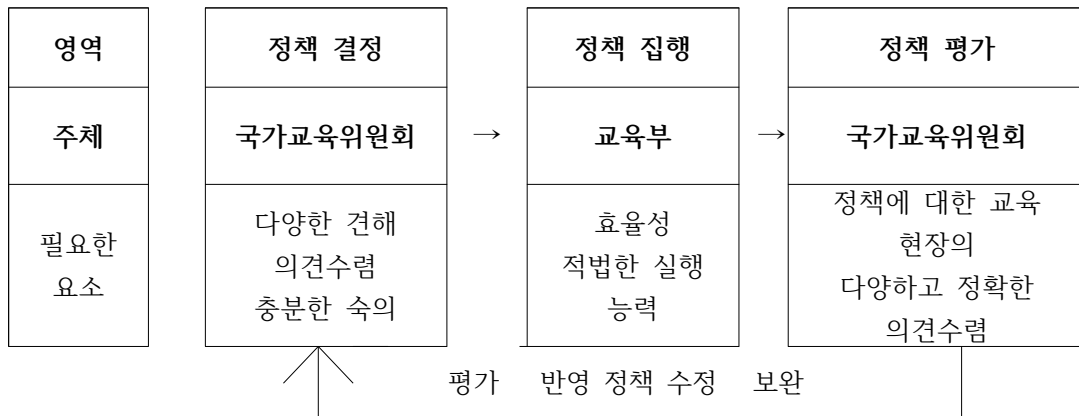 영역 정책 결정 정책 집행 정책 평가
주체 국가교육위원회 → 교육부 → 국가교육위원회
필요한
요소
다양한 견해
의견수렴
충분한 숙의
효율성
적법한 실행
능력
정책에 대한 교육
현장의
다양하고 정확한
의견수렴
평가 반영 정책 수정 보완